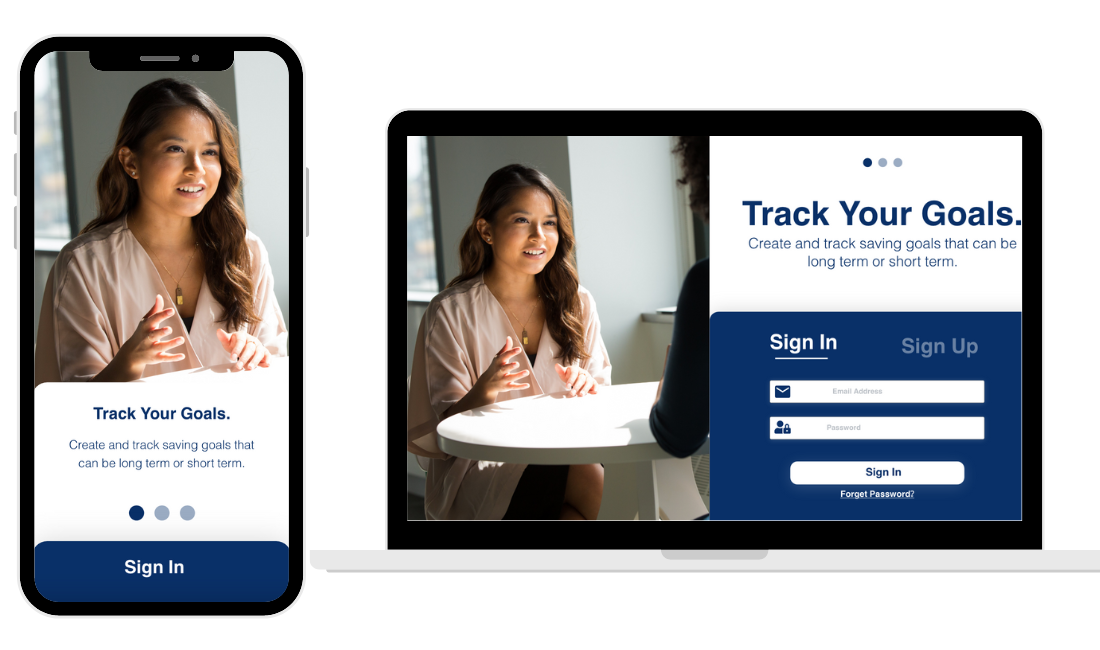 Track Your Goals.
Create and track saving goals that
can be long term or short term.
Sign In
Track Your Goals.
Create and track saving goals that can be
long term or short term.
Sign In
Sign Up
Email Address
Password
Sign In
Forget Password?